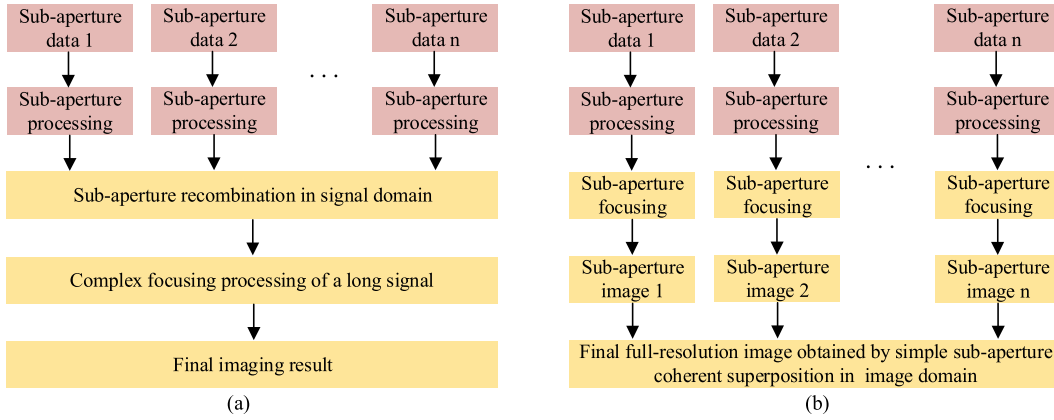 Sub-aperture
data 1
Sub-aperture
data 2
Sub-aperture
data n
. . .
Sub-aperture
processing
Sub-aperture
processing
Sub-aperture
processing
Sub-aperture recombination in signal domain
Complex focusing processing of a long signal
Final imaging result
(a)
Sub-aperture
data 1
Sub-aperture
data 2
Sub-aperture
data n
Sub-aperture
processing
Sub-aperture
processing
Sub-aperture
processing
. . .
Sub-aperture
focusing
Sub-aperture
focusing
Sub-aperture
focusing
Sub-aperture
image 1
Sub-aperture
image 2
Sub-aperture
image n
Final full-resolution image obtained by simple sub-aperture
coherent superposition in image domain
(b)